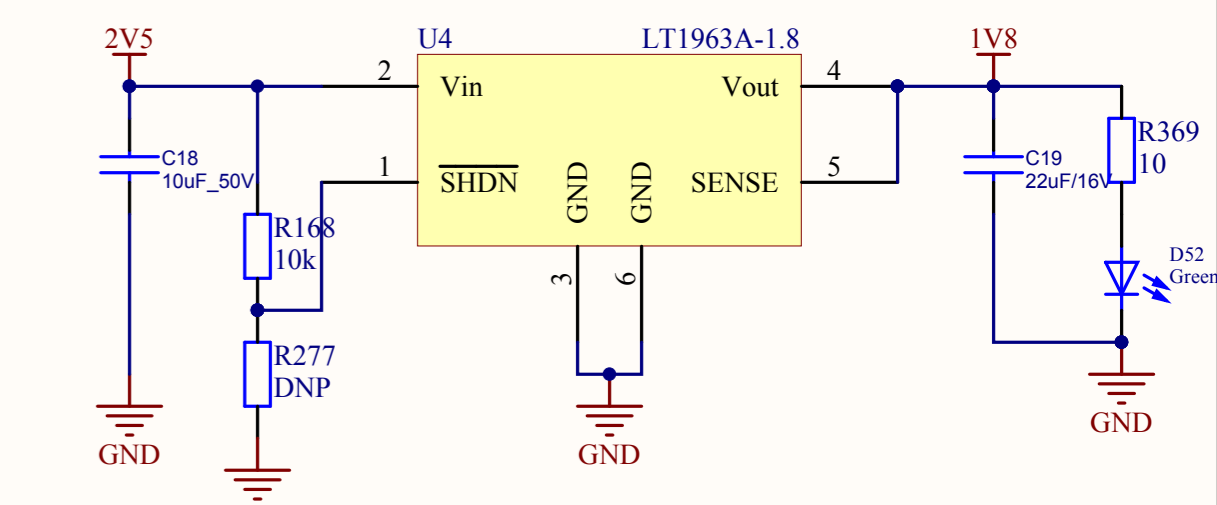 2V5
U4
LT1963A-1.8
1V8
2
Vin
Vout
4
C18
10uF_50V
1
SHDN
GND
GND
SENSE
5
C19
22uF/16V
R369
10
R168
10k
3
6
D52
Green
R277
DNP
GND
GND
GND